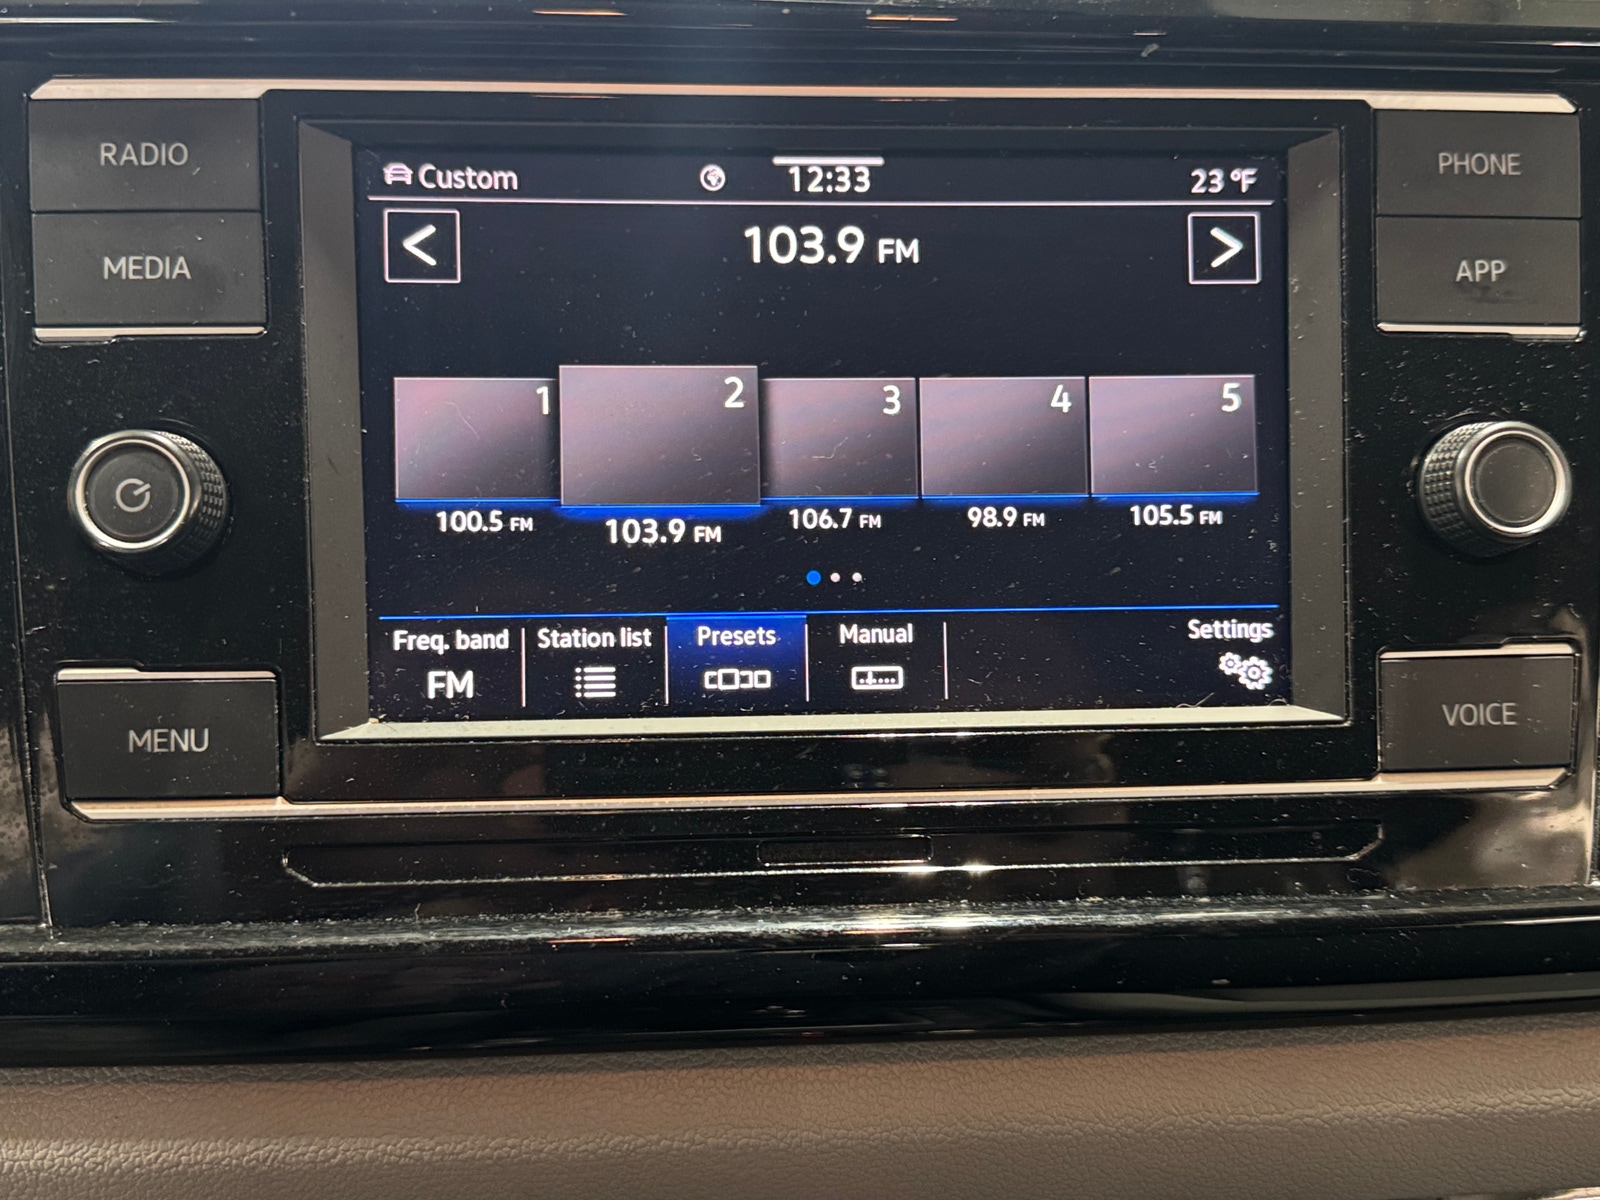 RADIO
MEDIA
MENU
PHONE
APP
VOICE
Custom 12:33 23 °F
< 103.9 FM >
1 2 3 4 5
100.5 FM 103.9 FM 106.7 FM 98.9 FM 105.5 FM
Freq. band Station list Presets Manual Settings
FM